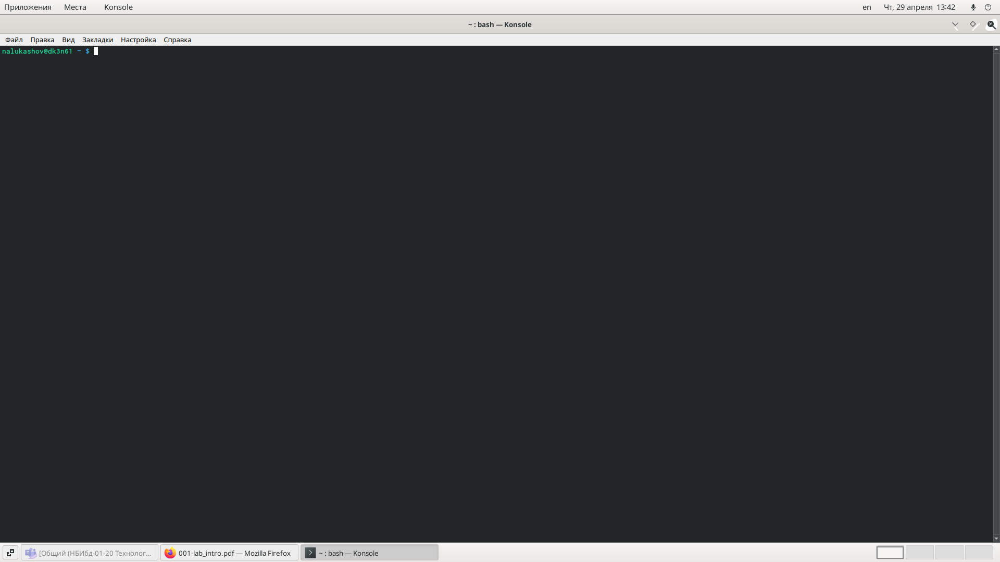 Приложения Места Konsole en Чт, 29 апреля 13:42
~ : bash — Konsole
Файл Правка Вид Закладки Настройка Справка
nalukashov@dk3n61 ~ $
[Общий (НБИбд-01-20 Технолог... 001-lab_intro.pdf — Mozilla Firefox ~ : bash — Konsole